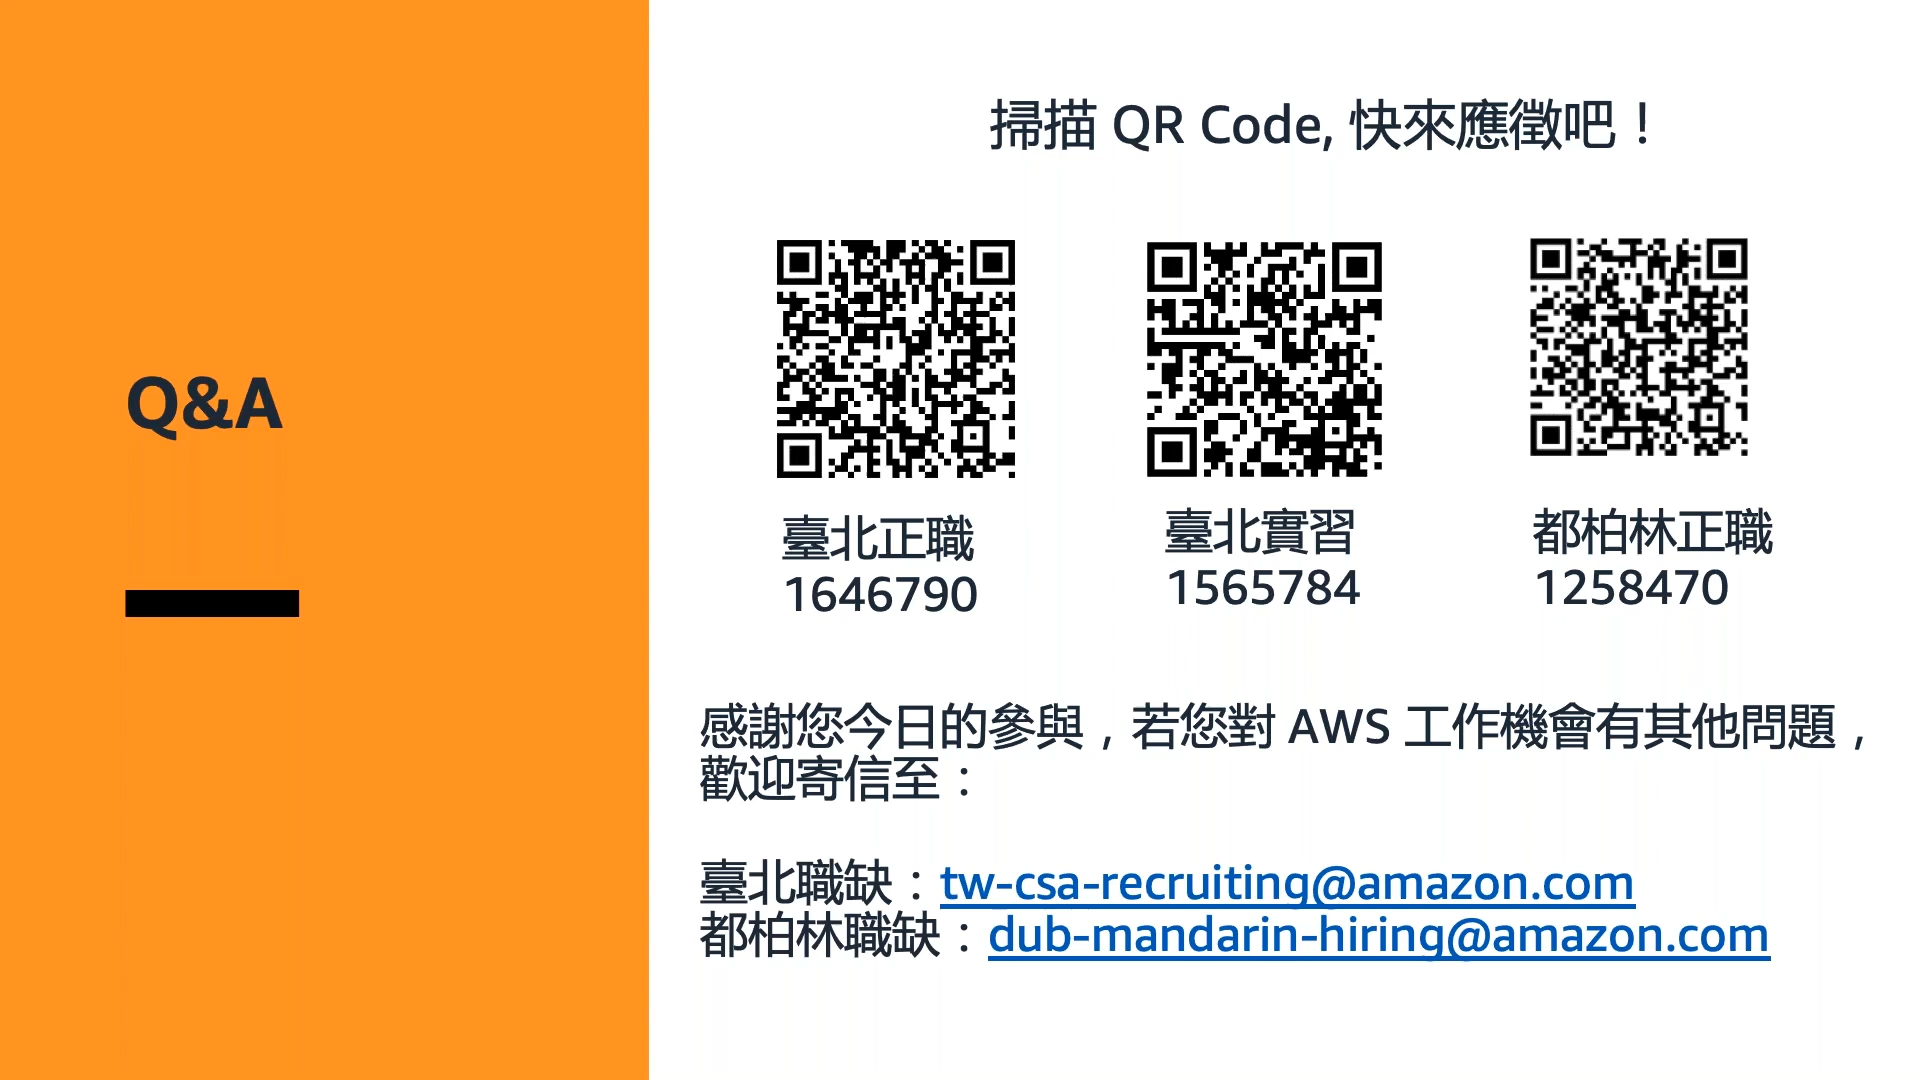 Q&A
掃描 QR Code, 快來應徵吧！
臺北正職
1646790
臺北實習
1565784
都柏林正職
1258470
感謝您今日的參與，若您對 AWS 工作機會有其他問題，
歡迎寄信至：
臺北職缺：tw-csa-recruiting@amazon.com
都柏林職缺：dub-mandarin-hiring@amazon.com